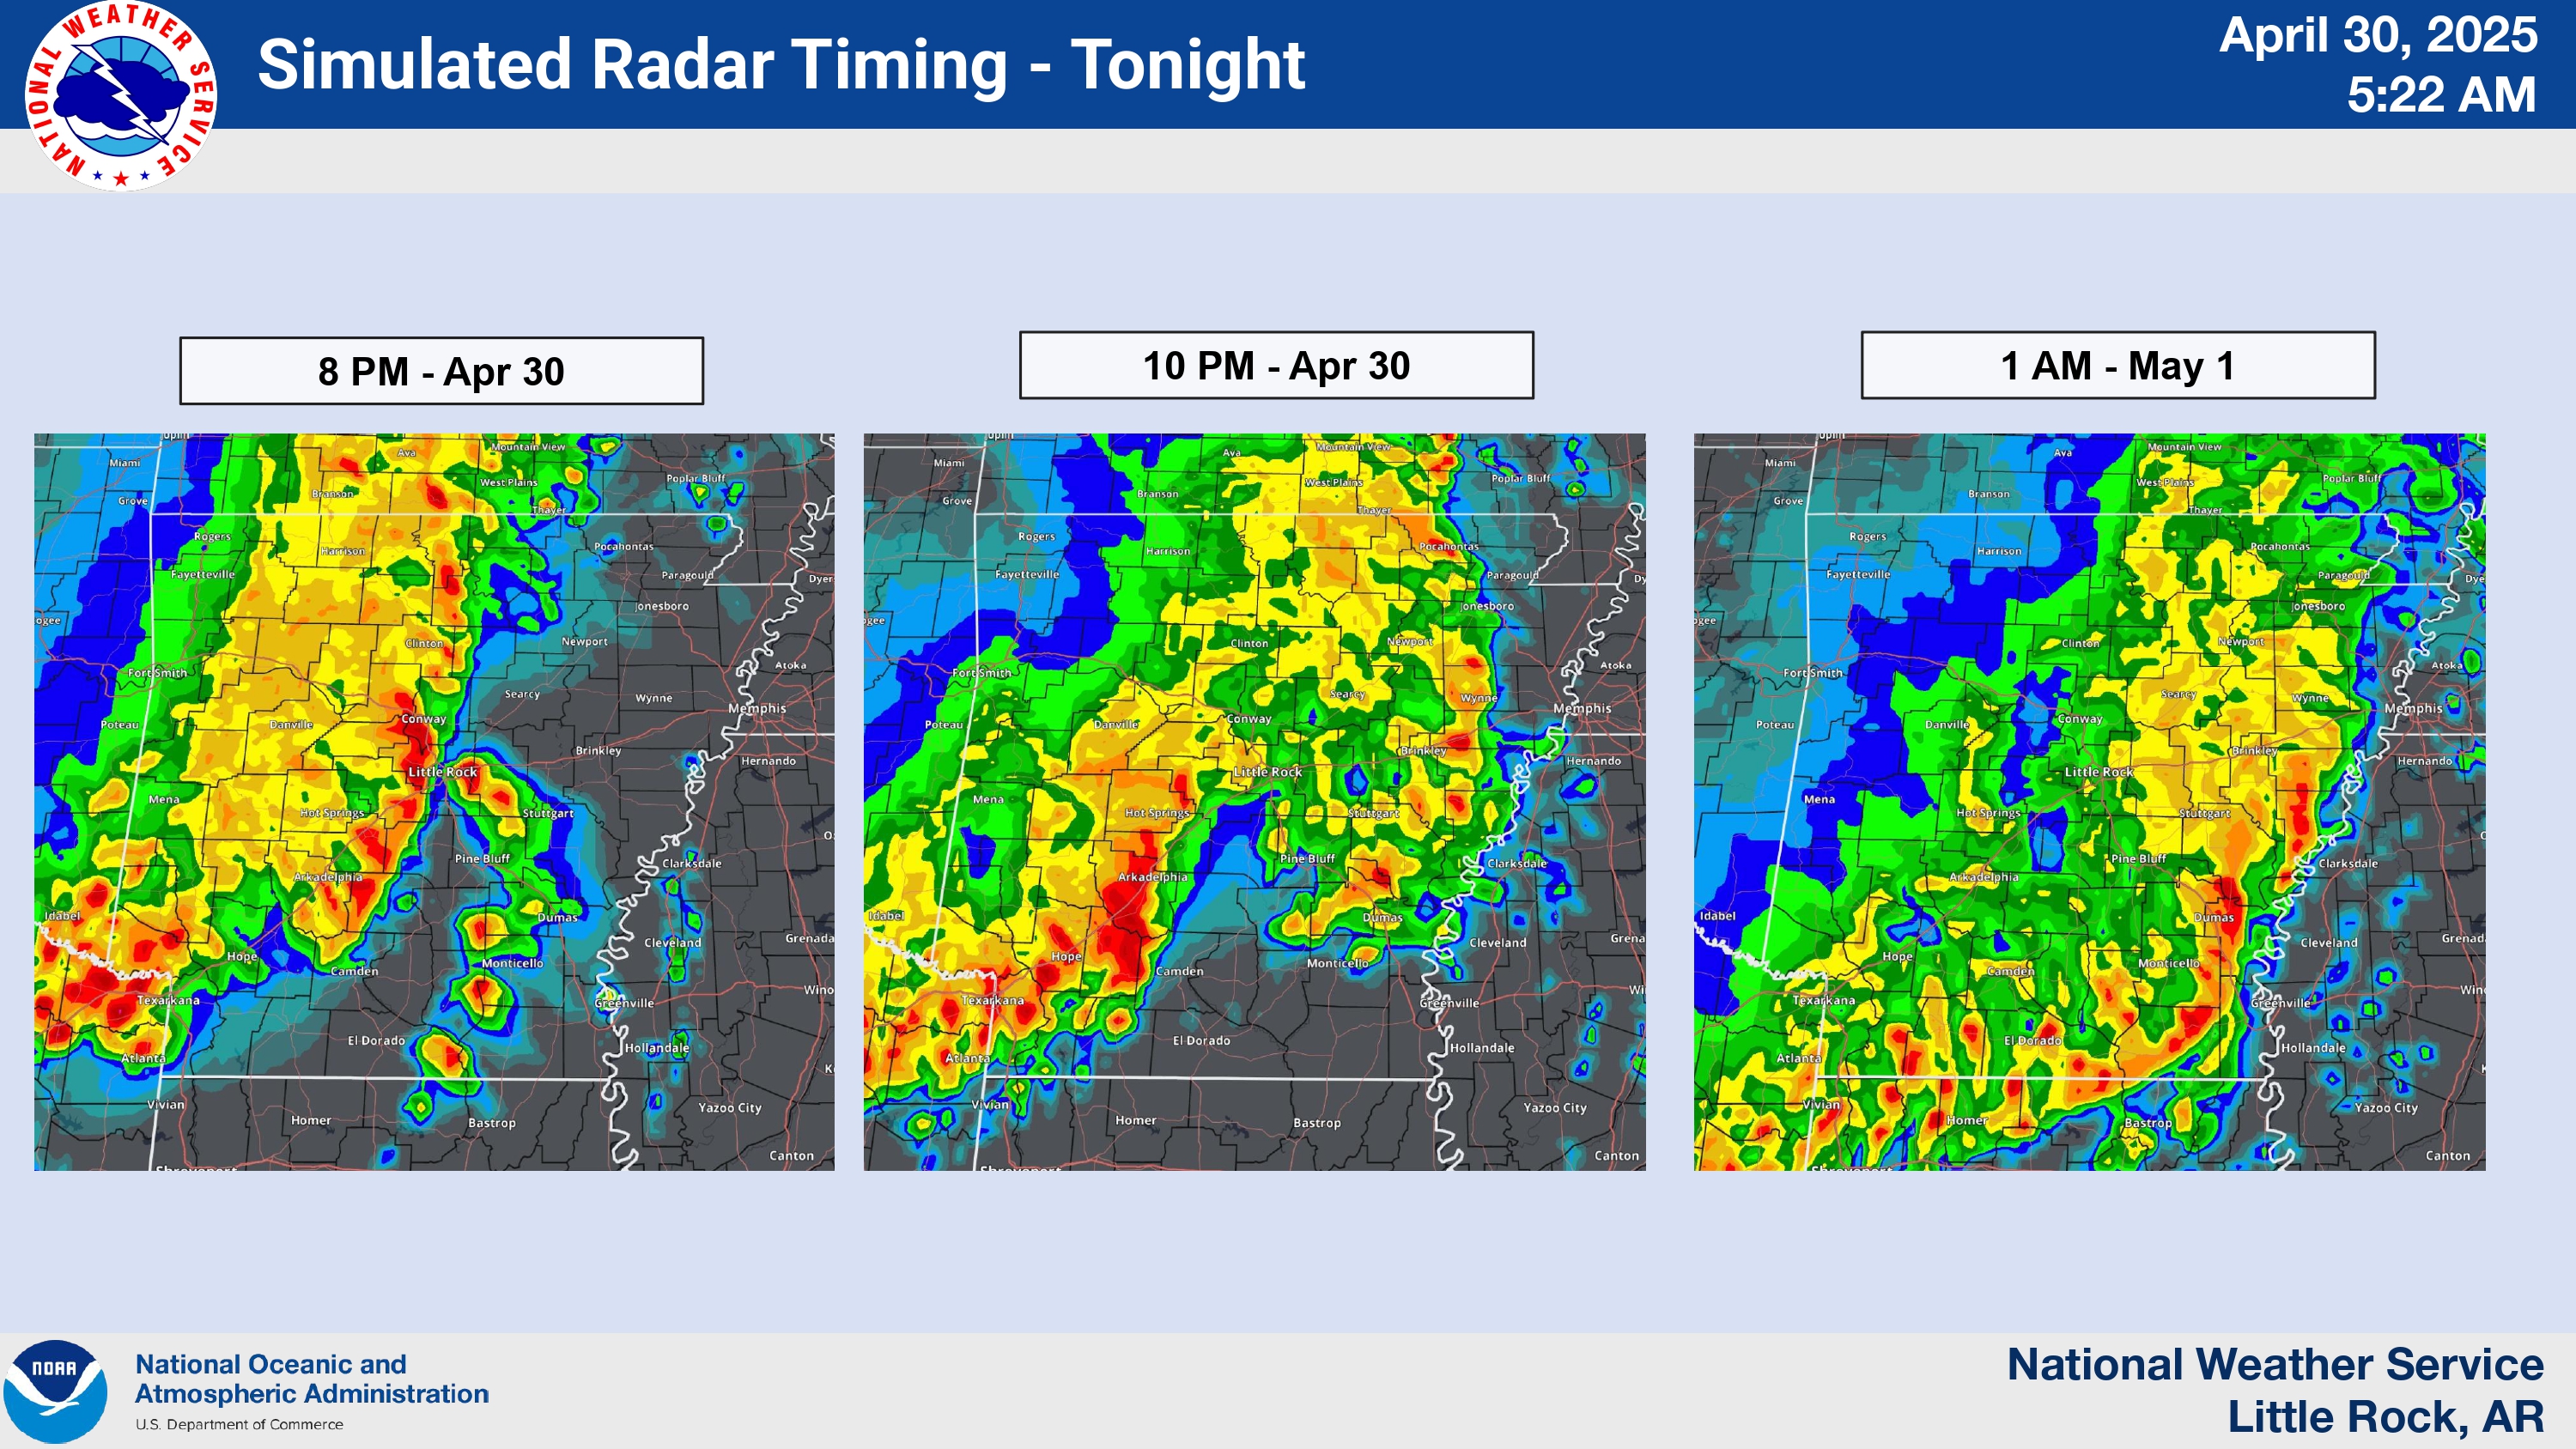 NATIONAL WEATHER SERVICE
Simulated Radar Timing - Tonight
April 30, 2025
5:22 AM
8 PM - Apr 30
10 PM - Apr 30
1 AM - May 1
Miami
Ava
Mountain View
Grove
Branson
West Plains
Poplar Bluff
Thayer
Rogers
Harrison
Pocahontas
Fayetteville
Paragould
Dyer
Jonesboro
ogee
Clinton
Newport
Fort Smith
Atoka
Searcy
Wynne
Memphis
Poteau
Danville
Conway
Brinkley
Little Rock
Hernando
Mena
Hot Springs
Stuttgart
Pine Bluff
Clarksdale
Arkadelphia
Idabel
Dumas
Cleveland
Grenada
Hope
Camden
Monticello
Texarkana
Greenville
Wino
El Dorado
Hollandale
Atlanta
Vivian
Homer
Bastrop
Yazoo City
Canton
Shreveport
Miami
Ava
Mountain View
Grove
Branson
West Plains
Poplar Bluff
Thayer
Rogers
Harrison
Pocahontas
Fayetteville
Paragould
Dy
Jonesboro
gee
Clinton
Newport
Fort Smith
Atoka
Searcy
Wynne
Memphis
Poteau
Danville
Conway
Brinkley
Little Rock
Hernando
Mena
Hot Springs
Stuttgart
Pine Bluff
Clarksdale
Arkadelphia
Idabel
Dumas
Cleveland
Grena
Hope
Camden
Monticello
Texarkana
Greenville
Wi
El Dorado
Hollandale
Atlanta
Vivian
Homer
Bastrop
Yazoo City
Canton
Shreveport
Miami
Ava
Mountain View
Grove
Branson
West Plains
Poplar Bluff
Thayer
Rogers
Harrison
Pocahontas
Fayetteville
Paragould
Dye
Jonesboro
ogee
Clinton
Newport
Fort Smith
Atoka
Searcy
Wynne
Memphis
Poteau
Danville
Conway
Brinkley
Little Rock
Hernando
Mena
Hot Springs
Stuttgart
Pine Bluff
Clarksdale
Arkadelphia
Idabel
Dumas
Cleveland
Grenad
Hope
Camden
Monticello
Texarkana
Greenville
Win
El Dorado
Hollandale
Atlanta
Vivian
Homer
Bastrop
Yazoo City
Canton
Shreveport
NOAA
National Oceanic and
Atmospheric Administration
U.S. Department of Commerce
National Weather Service
Little Rock, AR